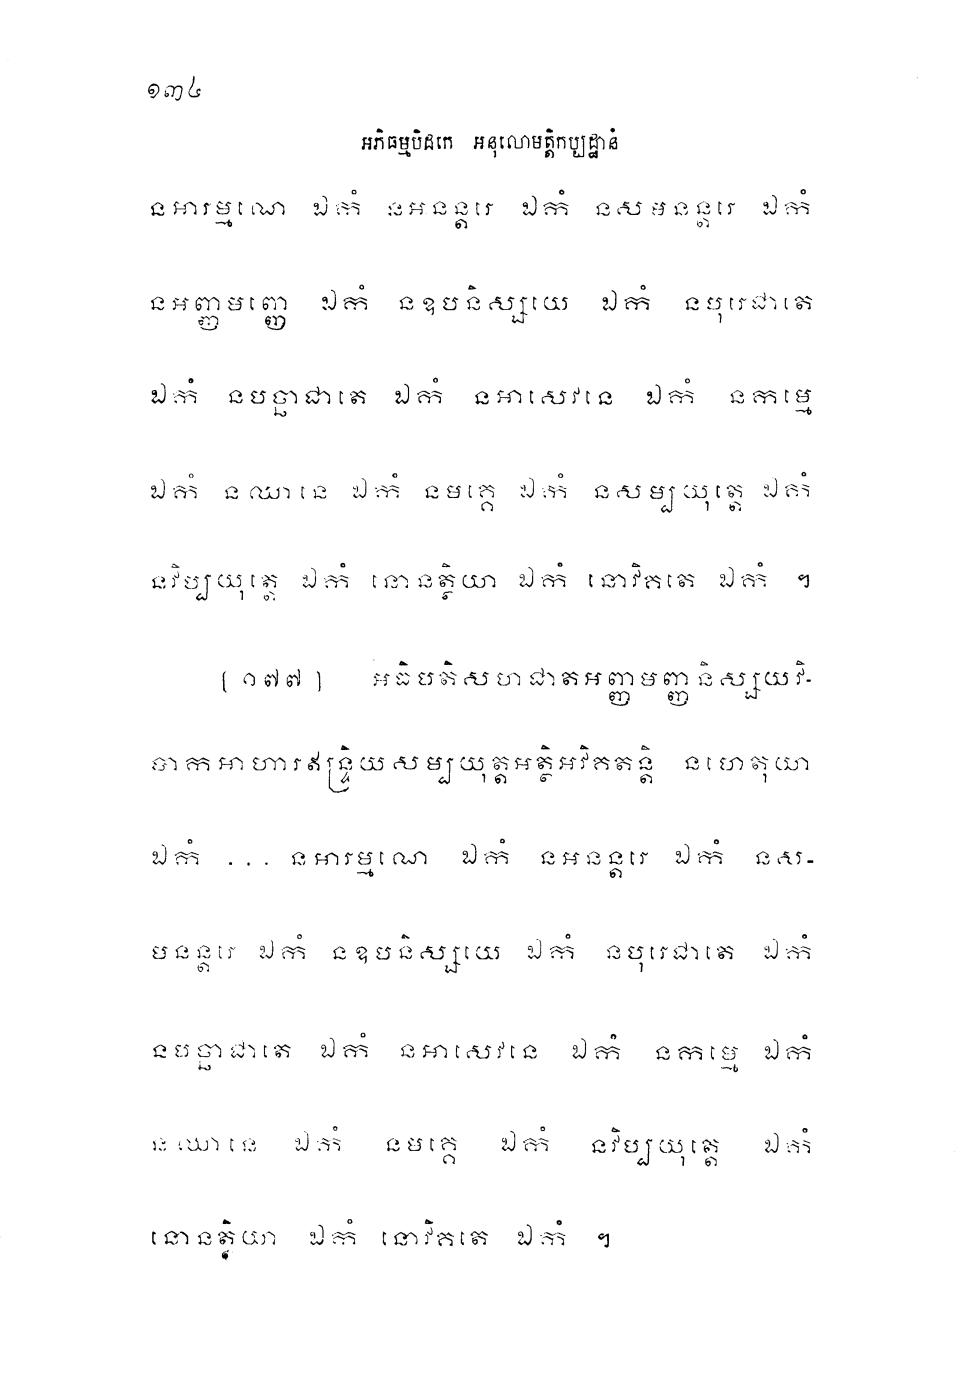 ១៣៤
អភិធម្មបិដកេ អនុលោមត្តិកប្បដ្ឋានំ
នអារម្មណេ ឯកំ នអនន្តរេ ឯកំ នសមនន្តរេ ឯកំ
នអញ្ញមញ្ញេ ឯកំ នឧបនិស្សយេ ឯកំ នបុរេជាតេ
ឯកំ នបច្ឆាជាតេ ឯកំ នអាសេវនេ ឯកំ នកម្មេ
ឯកំ នឈានេ ឯកំ នមគ្គេ ឯកំ នសម្បយុត្តេ ឯកំ
នវិប្បយុត្តេ ឯកំ នោនត្ថិយា ឯកំ នោវិគតេ ឯកំ ។
(១៧៧) អធិបតិសហជាតអញ្ញមញ្ញនិស្សយវិ-
បាកអាហារឥន្ទ្រិយសម្បយុត្តអត្ថិអវិគតន្តិ នហេតុយា
ឯកំ ... នអារម្មណេ ឯកំ នអនន្តរេ ឯកំ នស-
មនន្តរេ ឯកំ នឧបនិស្សយេ ឯកំ នបុរេជាតេ ឯកំ
នបច្ឆាជាតេ ឯកំ នអាសេវនេ ឯកំ នកម្មេ ឯកំ
នឈានេ ឯកំ នមគ្គេ ឯកំ នវិប្បយុត្តេ ឯកំ
នោនត្ថិយា ឯកំ នោវិគតេ ឯកំ ។